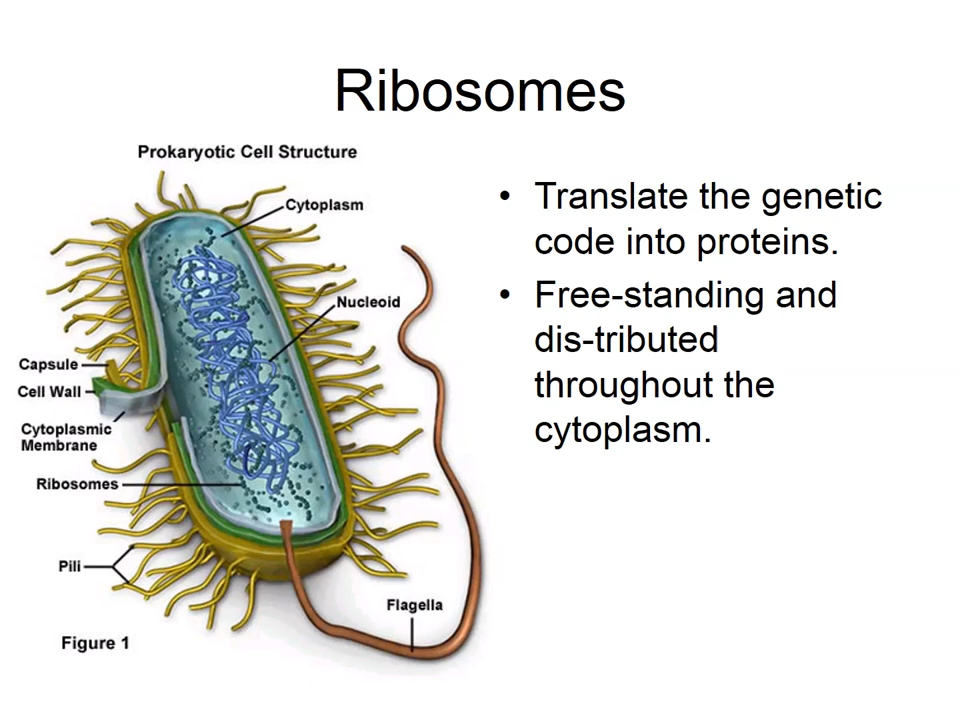 Ribosomes
Prokaryotic Cell Structure
Cytoplasm
Nucleoid
Capsule
Cell Wall
Cytoplasmic
Membrane
Ribosomes
Pili
Flagella
Figure 1
• Translate the genetic
code into proteins.
• Free-standing and
dis-tributed
throughout the
cytoplasm.